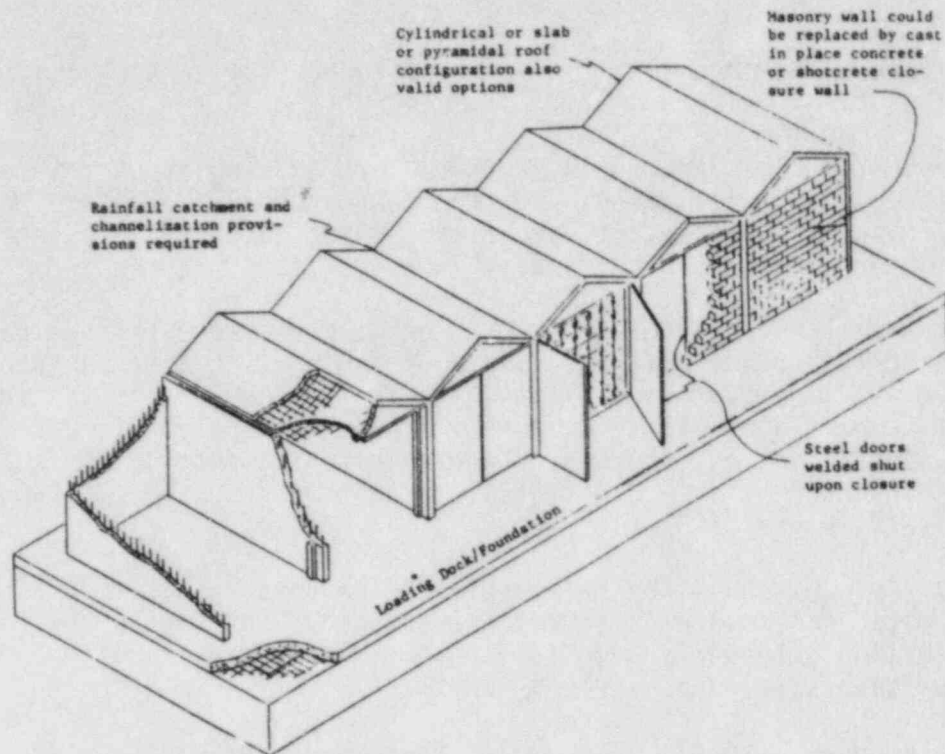 Cylindrical or slab
or pyramidal roof
configuration also
valid options
Masonry wall could
be replaced by cast
in place concrete
or shotcrete clo-
sure wall
Rainfall catchment and
channelization provi-
sions required
Steel doors
welded shut
upon closure
Loading Dock/Foundation